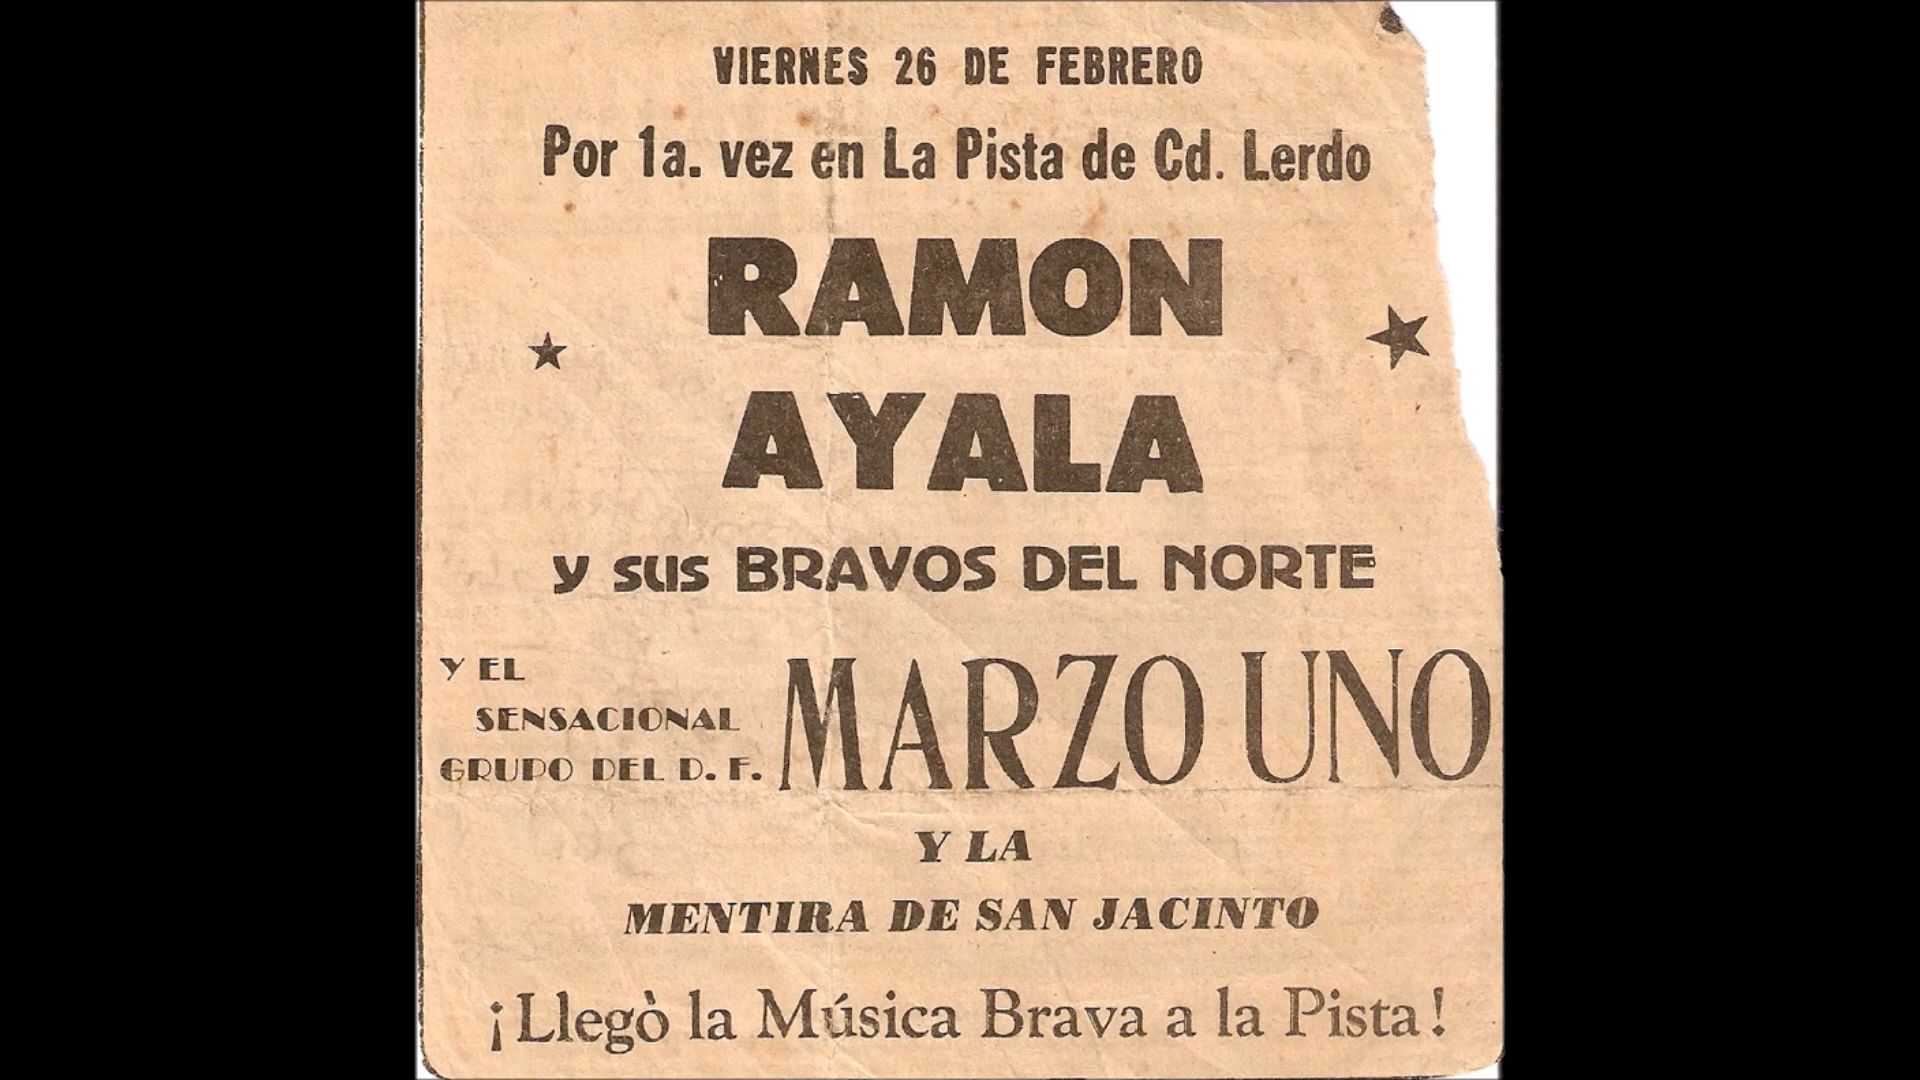 VIERNES 26 DE FEBRERO
Por 1a. vez en La Pista de Cd. Lerdo
RAMON
AYALA
y sus BRAVOS DEL NORTE
Y EL
SENSACIONAL
GRUPO DEL D. F.
MARZO UNO
Y LA
MENTIRA DE SAN JACINTO
¡Llegò la Música Brava a la Pista!